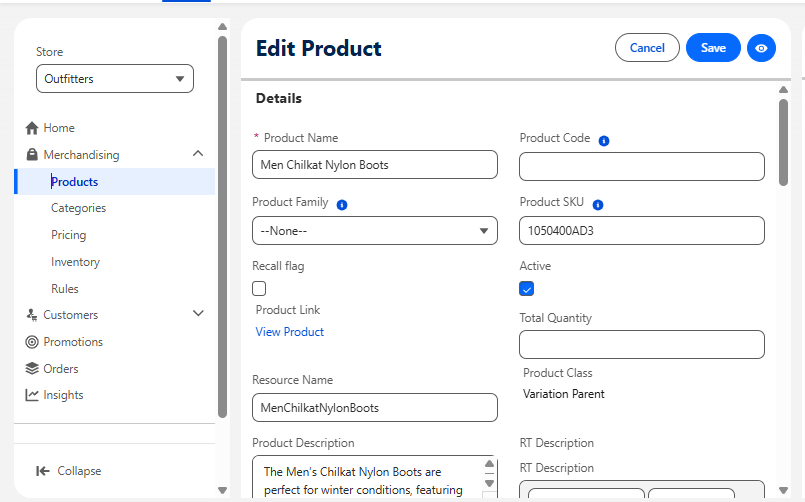 Store
Outfitters
Home
Merchandising
Products
Categories
Pricing
Inventory
Rules
Customers
Promotions
Orders
Insights
Collapse
Edit Product
Cancel
Save
Details
* Product Name
Men Chilkat Nylon Boots
Product Code
Product Family
--None--
Product SKU
1050400AD3
Recall flag
Active
Product Link
View Product
Total Quantity
Product Class
Variation Parent
Resource Name
MenChilkatNylonBoots
Product Description
The Men's Chilkat Nylon Boots are
perfect for winter conditions, featuring
RT Description
RT Description